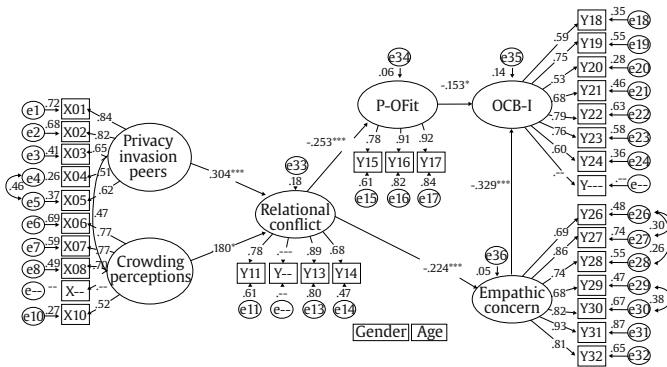 e1 .72 X01 .84
e2 .68 X02 .82
e3 .41 X03 .65
e4 .26 X04 .51
.46
e5 .37 X05 .62
e6 .69 X06 .77
e7 .59 X07 .77
e8 .49 X08 .70
e-- -- X-- .--
e10 .27 X10 .52
Privacy
invasion
peers
.47
Crowding
perceptions
.304***
180*
e33
.18
Relational
conflict
.78 .--- .89 .68
Y11 Y-- Y13 Y14
.61 .-- .80 .47
e11 e-- e13 e14
-.253***
-.224***
e34
.06
P-OFit
.78 .91 .92
Y15 Y16 Y17
.61 .82 .84
e15 e16 e17
-.153*
e35
.14
OCB-I
-.329***
.59 Y18 .35 e18
.75 Y19 .55 e19
.53 Y20 .28 e20
.68 Y21 .46 e21
.79 Y22 .63 e22
.76 Y23 .58 e23
.60 Y24 .36 e24
.-- Y--- .-- e--
e36
.05
Empathic
concern
.69 Y26 .48 e26
.30
.86 Y27 .74 e27
.26
.74 Y28 .55 e28
.68 Y29 .47 e29
.38
.82 Y30 .67 e30
.93 Y31 .87 e31
.81 Y32 .65 e32
Gender Age